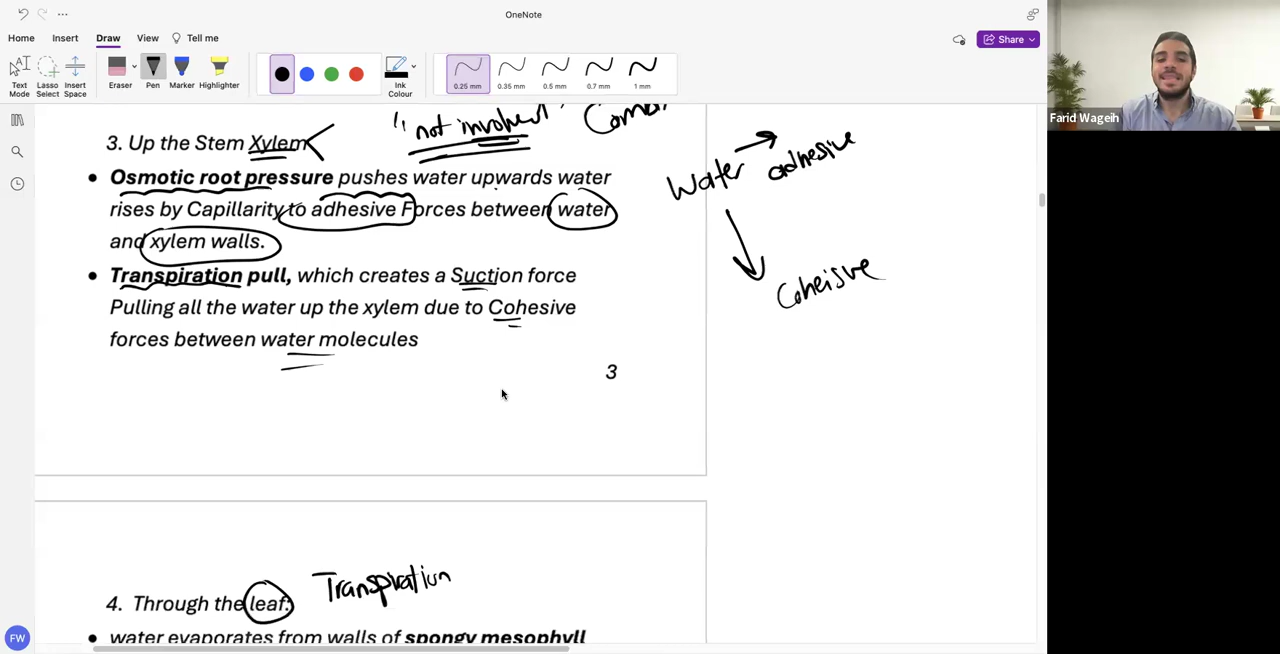 OneNote
Home Insert Draw View Tell me
Share
Text Mode
Lasso Select
Insert Space
Eraser
Pen
Marker
Highlighter
Ink Colour
0.25 mm
0.35 mm
0.5 mm
0.7 mm
1 mm
Farid Wageih
"not involved"
3. Up the Stem Xylem
• Osmotic root pressure pushes water upwards water
rises by Capillarity to adhesive Forces between water
and xylem walls.
• Transpiration pull, which creates a Suction force
Pulling all the water up the xylem due to Cohesive
forces between water molecules
3
Water
adhesive
Coheisve
Transpiration
4. Through the leaf:
• water evaporates from walls of spongy mesophyll
FW